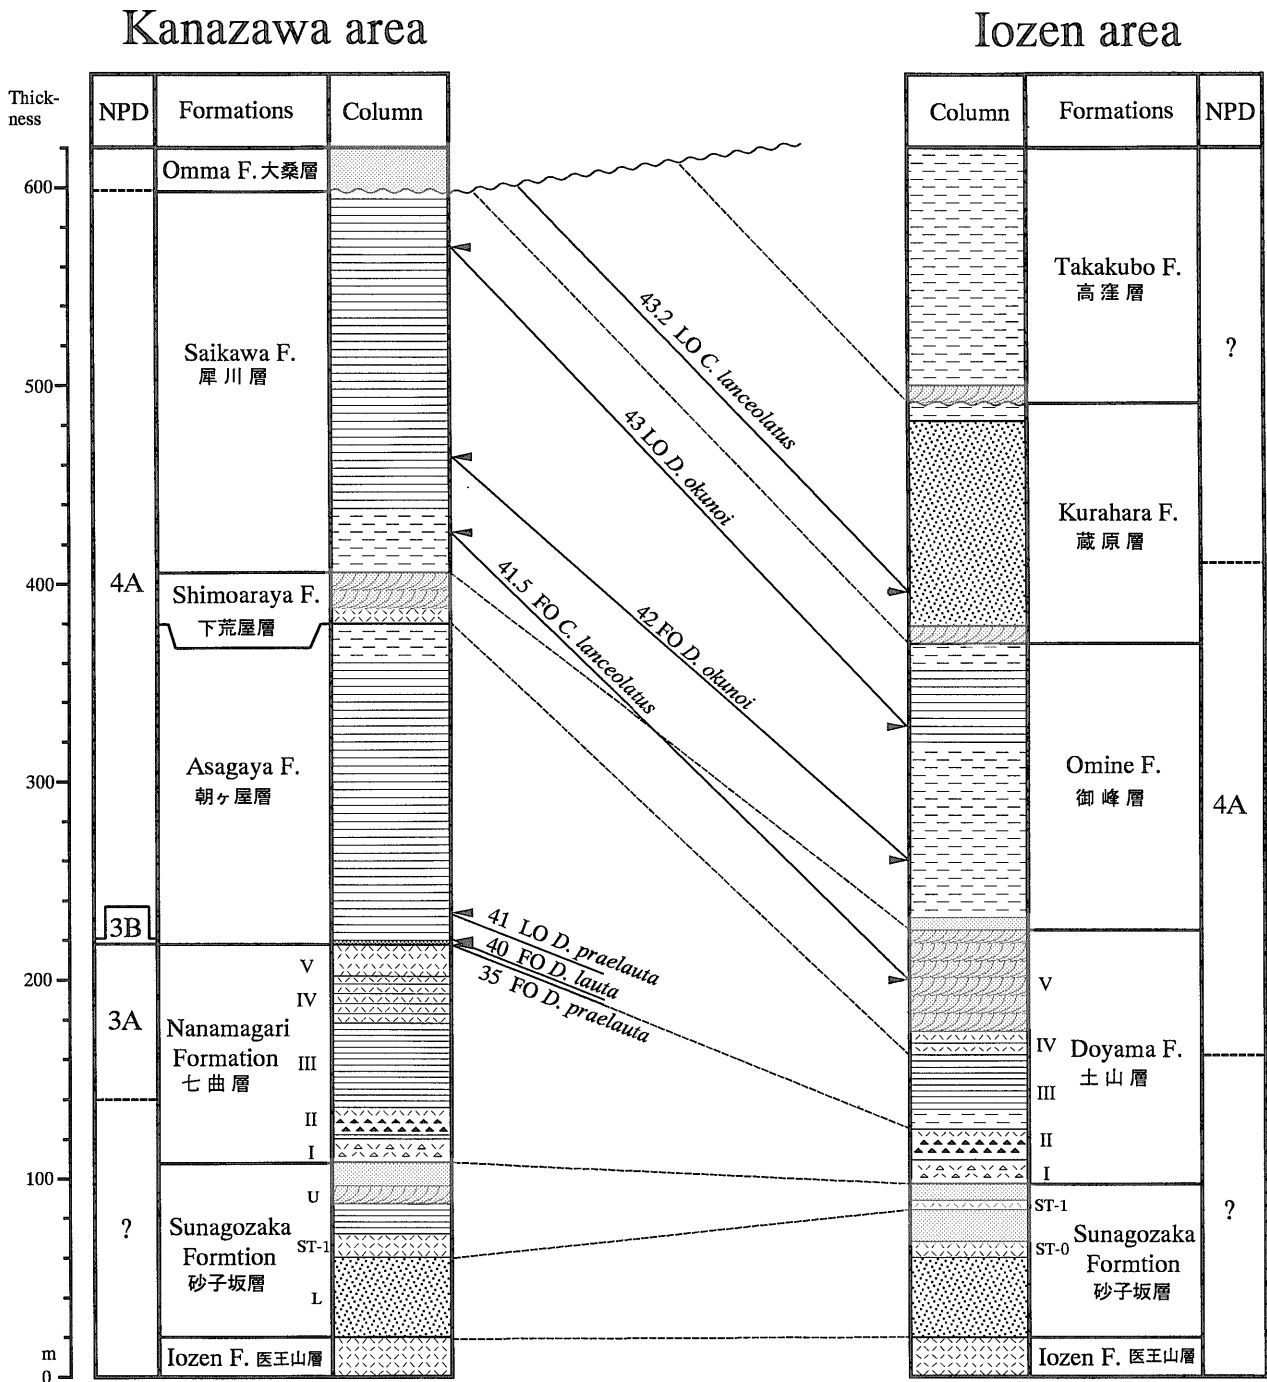 Kanazawa area
Iozen area
Thick-
ness
NPD
Formations
Column
Column
Formations
NPD
600
500
400
300
200
100
m
0
4A
3B
3A
?
Omma F. 大桑層
Saikawa F.
犀川層
Shimoaraya F.
下荒屋層
Asagaya F.
朝ヶ屋層
Nanamagari
Formation
七曲層
V
IV
III
II
I
Sunagozaka
Formtion
砂子坂層
U
ST-1
L
Iozen F. 医王山層
43.2 LO C. lanceolatus
43 LO D. okunoi
42 FO D. okunoi
41.5 FO C. lanceolatus
41 LO D. praelauta
40 FO D. lauta
35 FO D. praelauta
Takakubo F.
高窪層
Kurahara F.
蔵原層
Omine F.
御峰層
V
IV
III
II
I
Doyama F.
土山層
ST-1
ST-0
Sunagozaka
Formtion
砂子坂層
Iozen F. 医王山層
?
4A
?